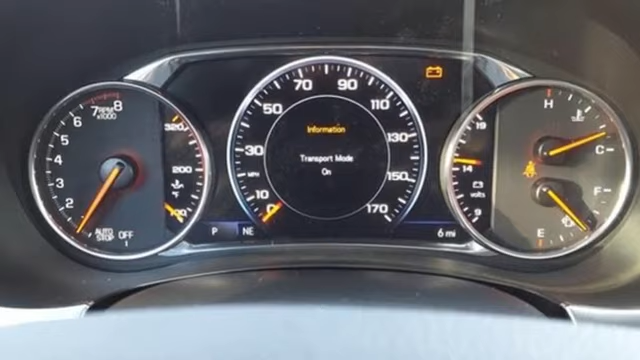 7 RPM 8
x1000
6
5
4
3
2
AUTO
STOP
OFF
320
200
°F
100
10
30
50
70
90
110
130
150
170
0
MPH
Information
Transport Mode
On
P
NE
6 mi
19
14
volts
9
H
C
F
E